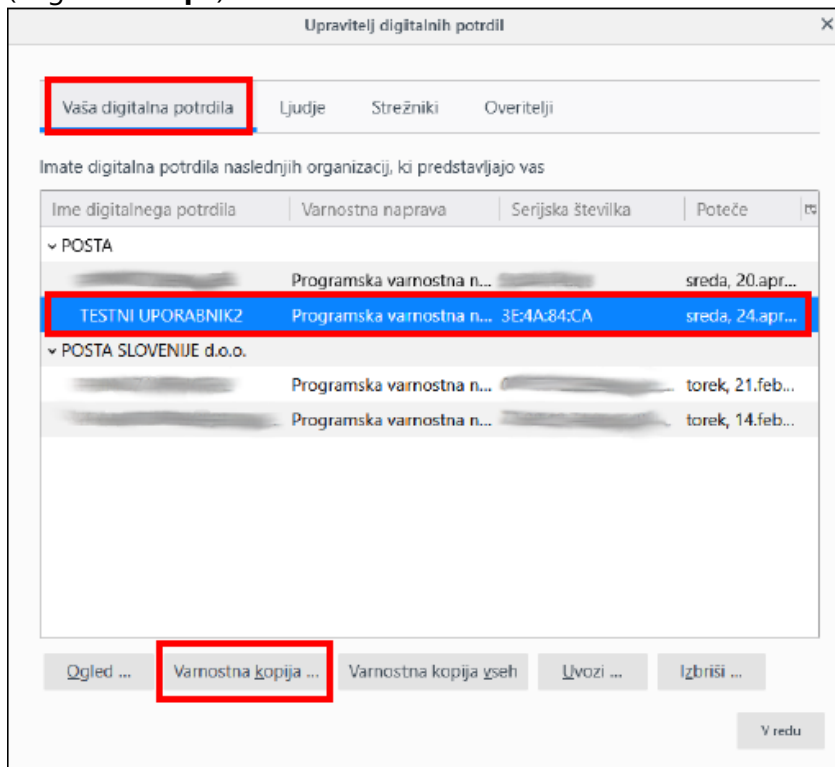 Upravitelj digitalnih potrdil
Vaša digitalna potrdila Ljudje Strežniki Overitelji
Imate digitalna potrdila naslednjih organizacij, ki predstavljajo vas
Ime digitalnega potrdila Varnostna naprava Serijska številka Poteče
POSTA
Programska varnostna n... sreda, 20.apr...
TESTNI UPORABNIK2 Programska varnostna n... 3E:4A:84:CA sreda, 24.apr...
POSTA SLOVENIJE d.o.o.
Programska varnostna n... torek, 21.feb...
Programska varnostna n... torek, 14.feb...
Ogled ... Varnostna kopija ... Varnostna kopija vseh Uvozi ... Izbriši ...
V redu